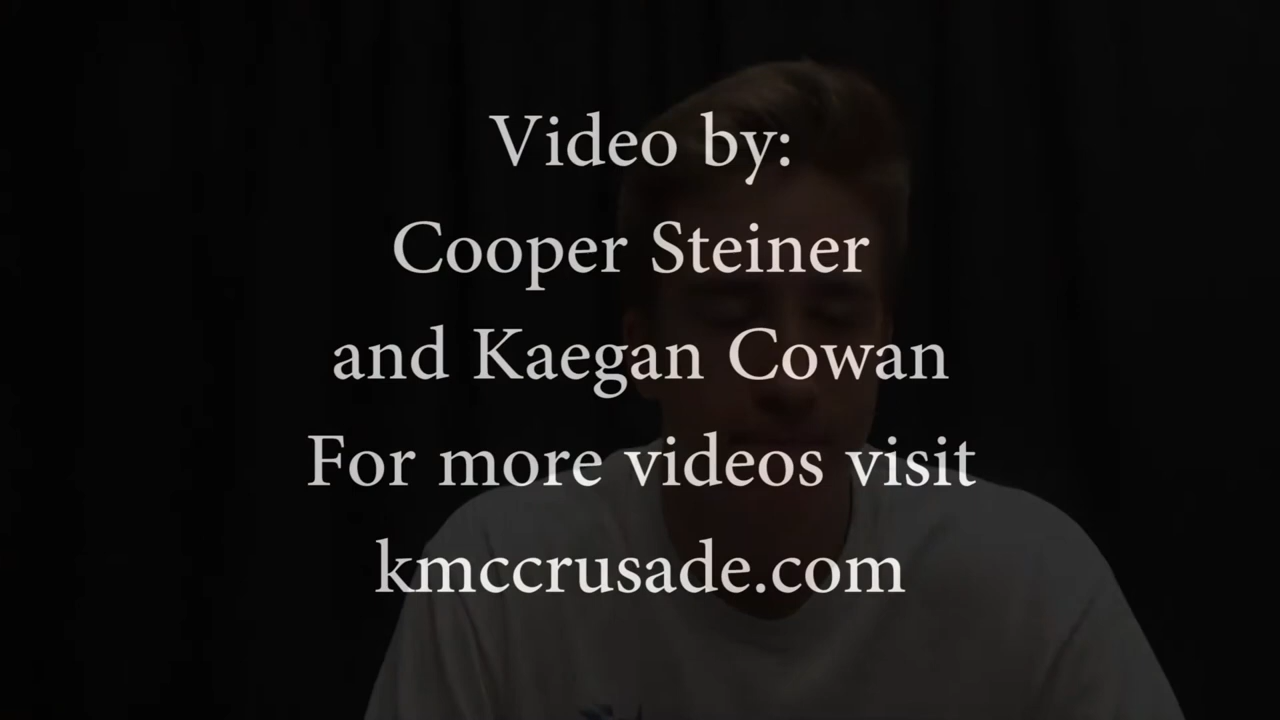 Video by:
Cooper Steiner
and Kaegan Cowan
For more videos visit
kmccrusade.com